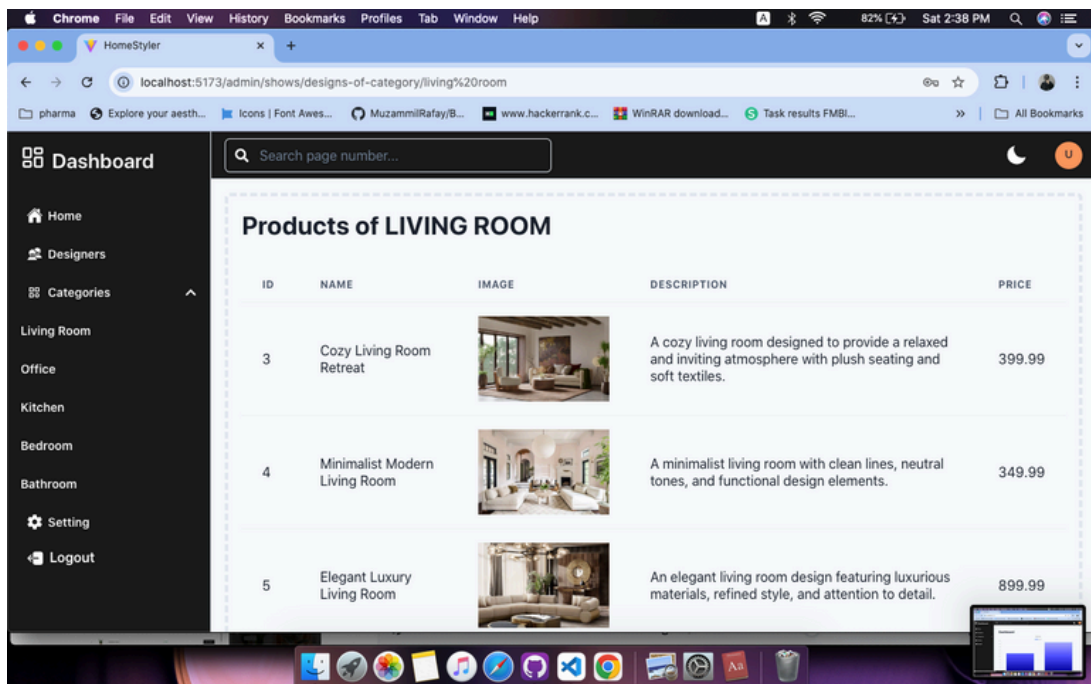 Chrome File Edit View History Bookmarks Profiles Tab Window Help A 82% Sat 2:38 PM
HomeStyler
localhost:5173/admin/shows/designs-of-category/living%20room
pharma Explore your aesth... Icons | Font Awes... MuzammilRafay/B... www.hackerrank.c... WinRAR download... Task results FMBI... All Bookmarks
Dashboard
Search page number...
U
Home
Designers
Categories
Living Room
Office
Kitchen
Bedroom
Bathroom
Setting
Logout
Products of LIVING ROOM
ID NAME IMAGE DESCRIPTION PRICE
3
Cozy Living Room
Retreat
A cozy living room designed to provide a relaxed
and inviting atmosphere with plush seating and
soft textiles.
399.99
4
Minimalist Modern
Living Room
A minimalist living room with clean lines, neutral
tones, and functional design elements.
349.99
5
Elegant Luxury
Living Room
An elegant living room design featuring luxurious
materials, refined style, and attention to detail.
899.99
Aa